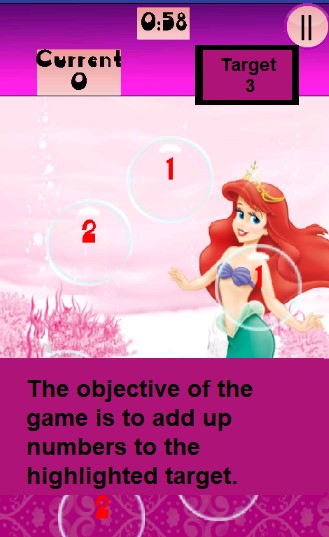 0:58
Current
0
Target
3
1
2
1
The objective of the
game is to add up
numbers to the
highlighted target.
2